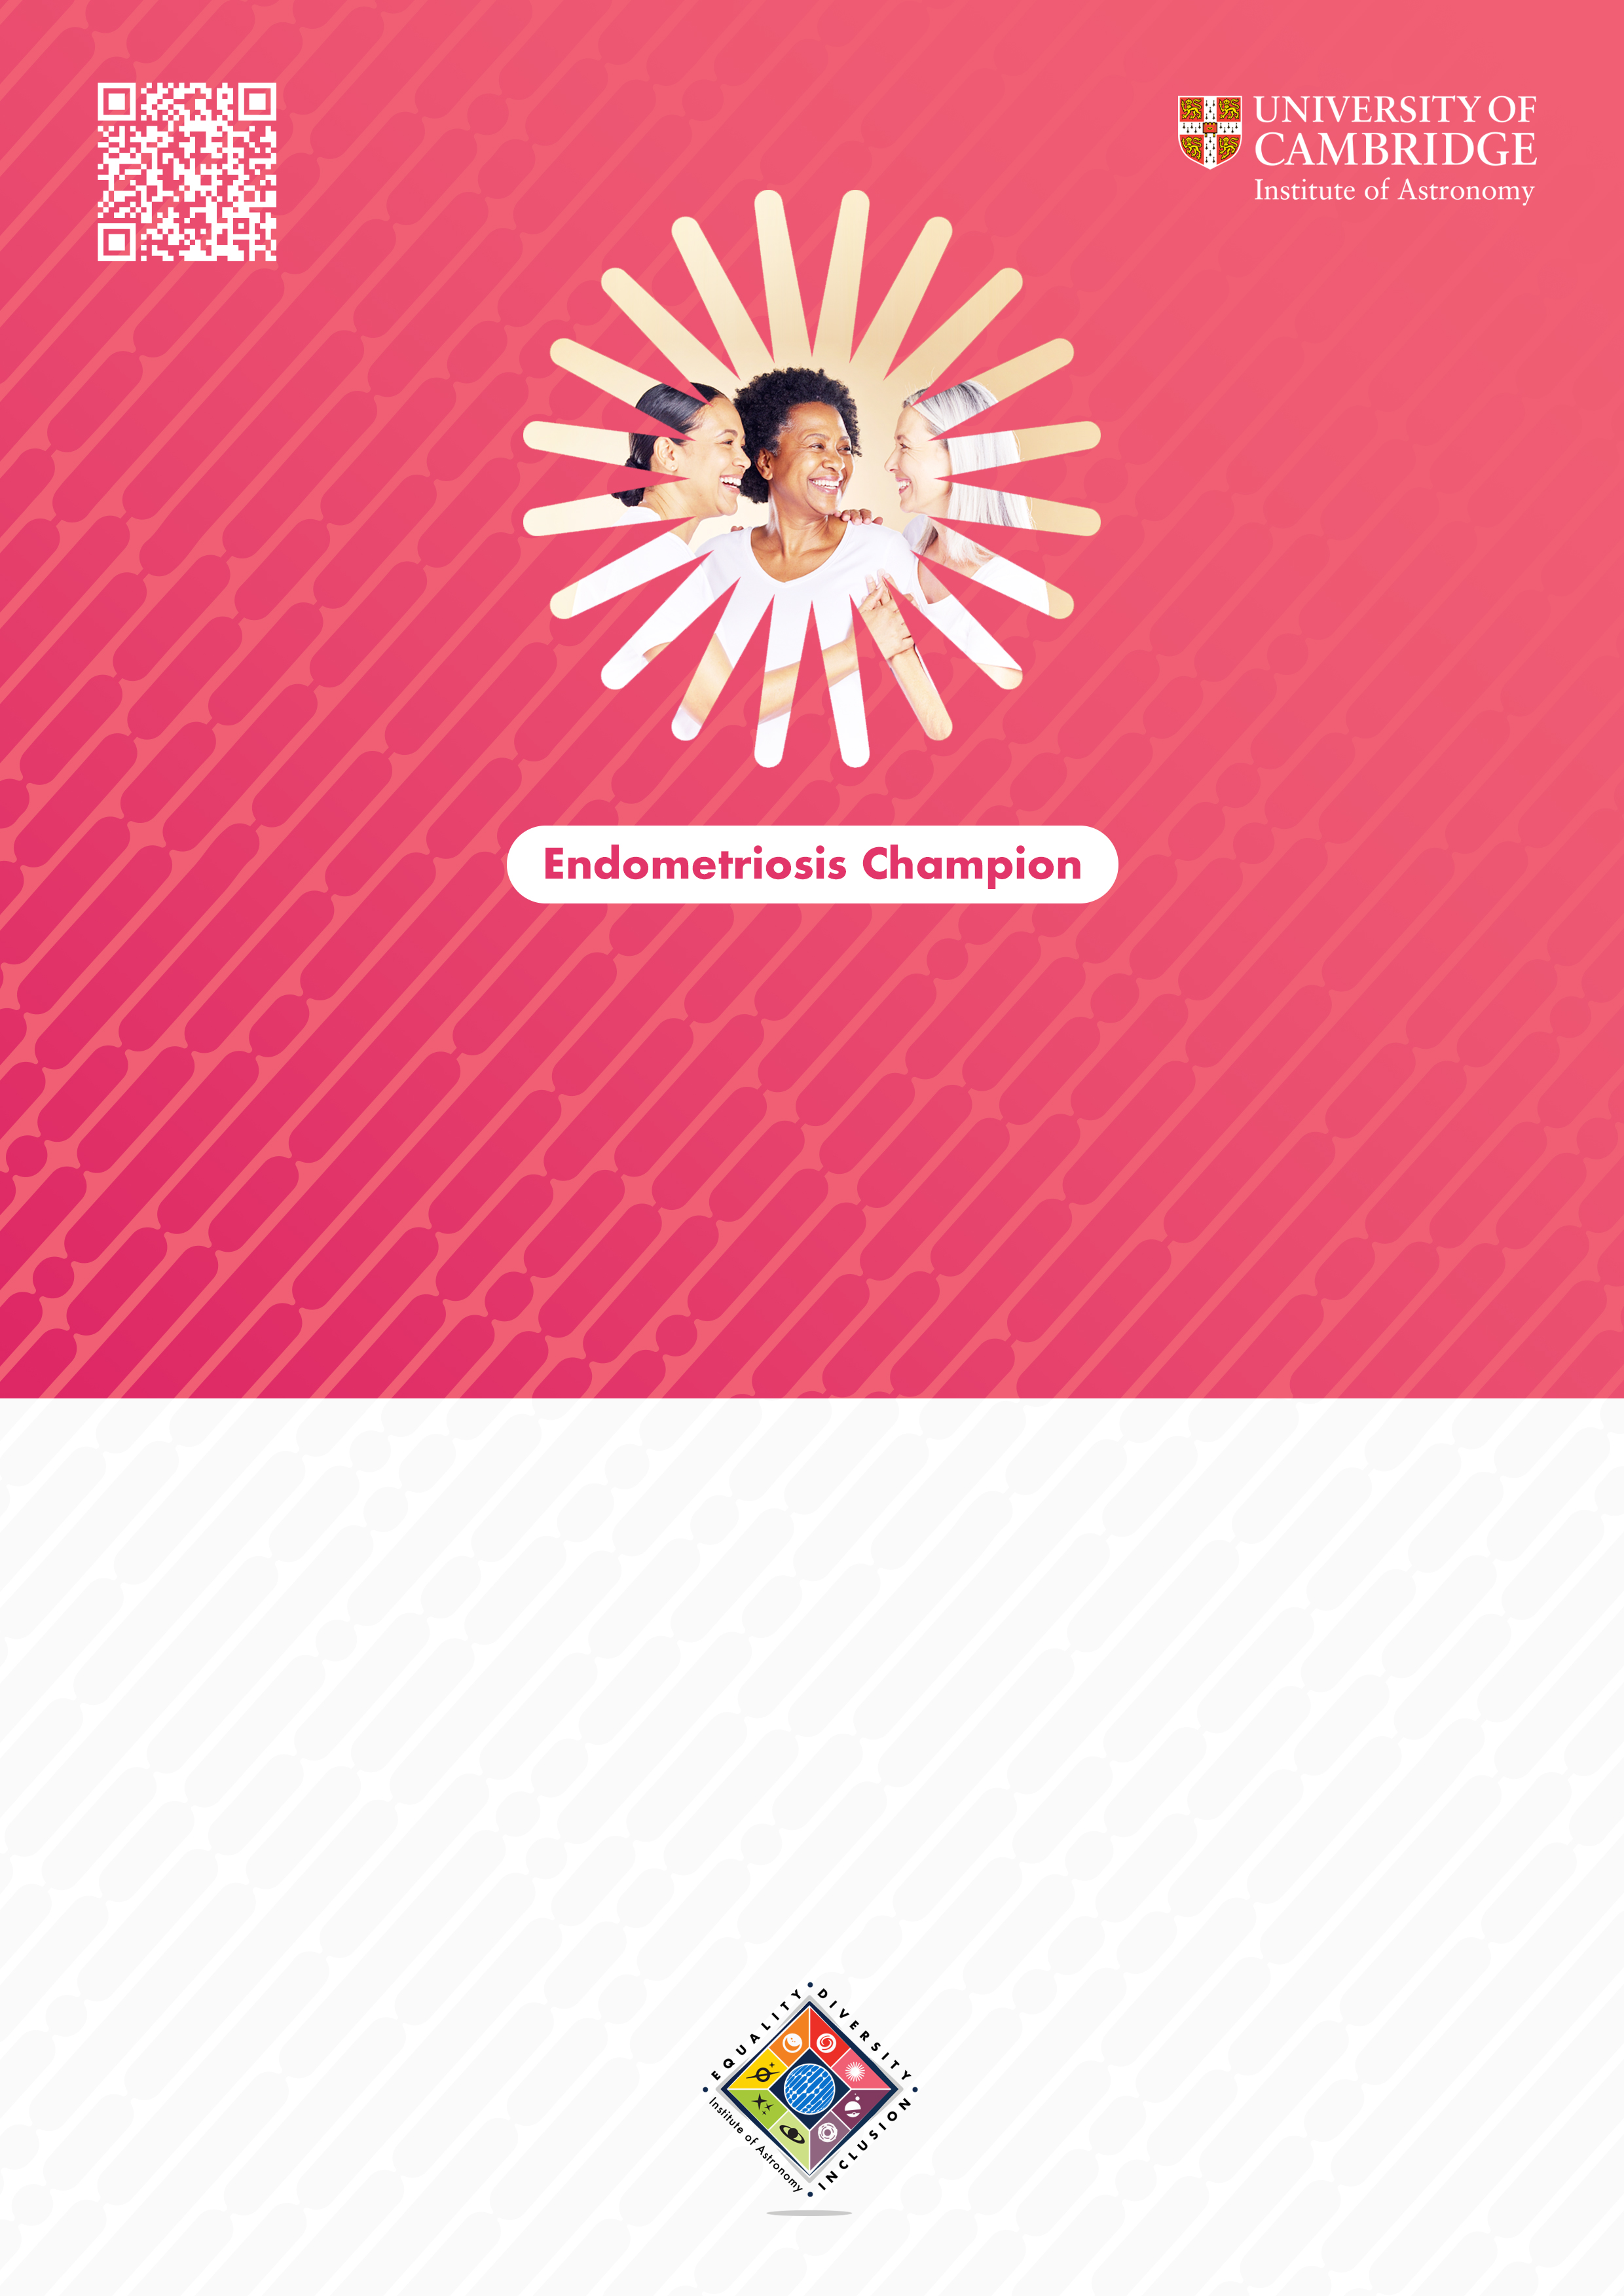 UNIVERSITY OF
CAMBRIDGE
Institute of Astronomy
Endometriosis Champion
EQUALITY
DIVERSITY
Institute of Astronomy
INCLUSION